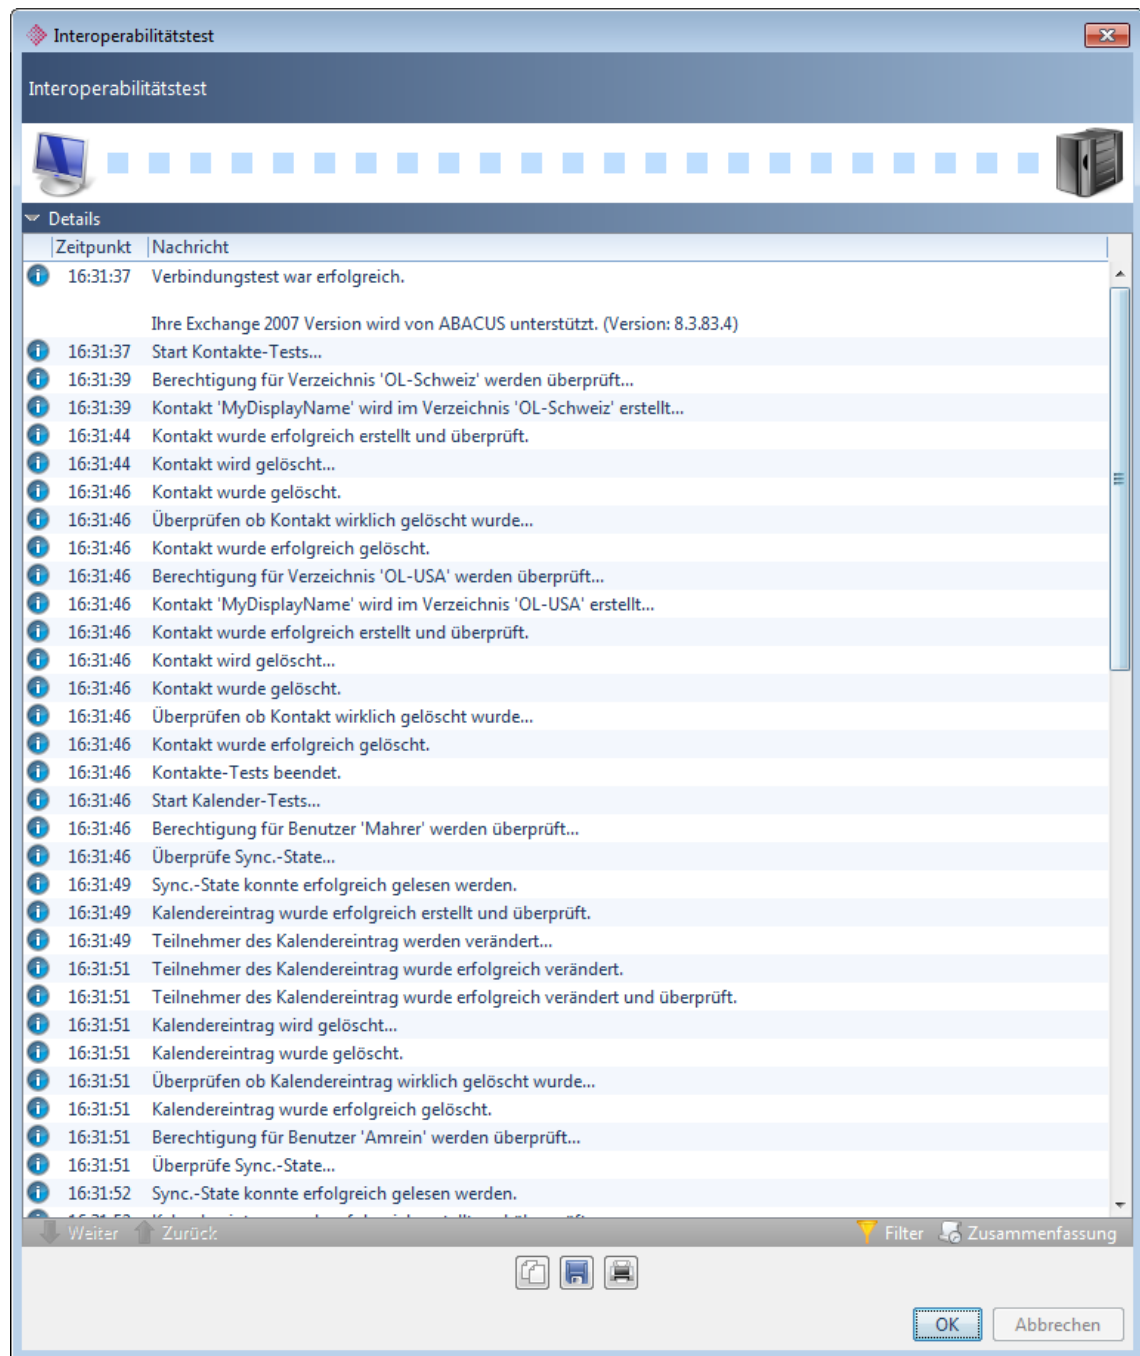 Interoperabilitätstest
Interoperabilitätstest
Details
Zeitpunkt Nachricht
16:31:37 Verbindungstest war erfolgreich.
Ihre Exchange 2007 Version wird von ABACUS unterstützt. (Version: 8.3.83.4)
16:31:37 Start Kontakte-Tests...
16:31:39 Berechtigung für Verzeichnis 'OL-Schweiz' werden überprüft...
16:31:39 Kontakt 'MyDisplayName' wird im Verzeichnis 'OL-Schweiz' erstellt...
16:31:44 Kontakt wurde erfolgreich erstellt und überprüft.
16:31:44 Kontakt wird gelöscht...
16:31:46 Kontakt wurde gelöscht.
16:31:46 Überprüfen ob Kontakt wirklich gelöscht wurde...
16:31:46 Kontakt wurde erfolgreich gelöscht.
16:31:46 Berechtigung für Verzeichnis 'OL-USA' werden überprüft...
16:31:46 Kontakt 'MyDisplayName' wird im Verzeichnis 'OL-USA' erstellt...
16:31:46 Kontakt wurde erfolgreich erstellt und überprüft.
16:31:46 Kontakt wird gelöscht...
16:31:46 Kontakt wurde gelöscht.
16:31:46 Überprüfen ob Kontakt wirklich gelöscht wurde...
16:31:46 Kontakt wurde erfolgreich gelöscht.
16:31:46 Kontakte-Tests beendet.
16:31:46 Start Kalender-Tests...
16:31:46 Berechtigung für Benutzer 'Mahrer' werden überprüft...
16:31:46 Überprüfe Sync.-State...
16:31:49 Sync.-State konnte erfolgreich gelesen werden.
16:31:49 Kalendereintrag wurde erfolgreich erstellt und überprüft.
16:31:49 Teilnehmer des Kalendereintrag werden verändert...
16:31:51 Teilnehmer des Kalendereintrag wurde erfolgreich verändert.
16:31:51 Teilnehmer des Kalendereintrag wurde erfolgreich verändert und überprüft.
16:31:51 Kalendereintrag wird gelöscht...
16:31:51 Kalendereintrag wurde gelöscht.
16:31:51 Überprüfen ob Kalendereintrag wirklich gelöscht wurde...
16:31:51 Kalendereintrag wurde erfolgreich gelöscht.
16:31:51 Berechtigung für Benutzer 'Amrein' werden überprüft...
16:31:51 Überprüfe Sync.-State...
16:31:52 Sync.-State konnte erfolgreich gelesen werden.
Weiter Zurück Filter Zusammenfassung
OK Abbrechen